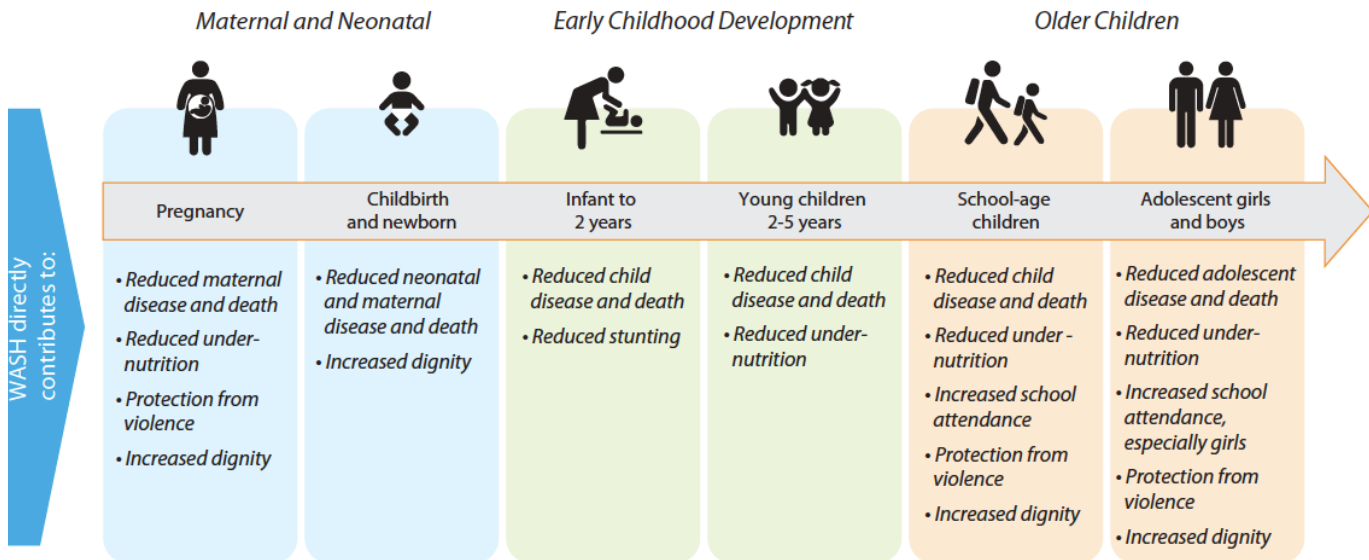 Maternal and Neonatal
Early Childhood Development
Older Children
WASH directly
contributes to:
Pregnancy
Childbirth
and newborn
Infant to
2 years
Young children
2-5 years
School-age
children
Adolescent girls
and boys
• Reduced maternal
disease and death
• Reduced under-
nutrition
• Protection from
violence
• Increased dignity
• Reduced neonatal
and maternal
disease and death
• Increased dignity
• Reduced child
disease and death
• Reduced stunting
• Reduced child
disease and death
• Reduced under-
nutrition
• Reduced child
disease and death
• Reduced under -
nutrition
• Increased school
attendance
• Protection from
violence
• Increased dignity
• Reduced adolescent
disease and death
• Reduced under-
nutrition
• Increased school
attendance,
especially girls
• Protection from
violence
• Increased dignity